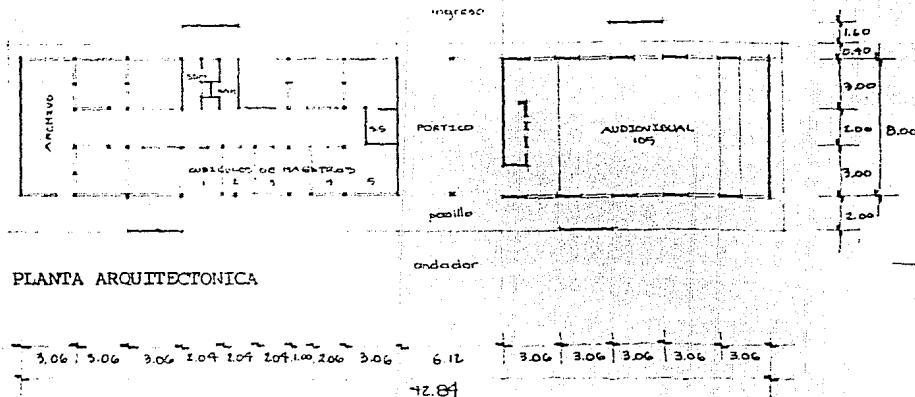 ingreso
1.60
0.40
3.00
2.00
3.00
8.00
2.00
ARCHIVO
SS
PORTICO
AUDIOVISUAL
105
CUBICULOS DE MAESTROS
1 2 3 4 5
pasillo
andador
PLANTA ARQUITECTONICA
3.06 3.06 3.06 2.04 2.04 2.04 1.00 2.06 3.06 6.12 3.06 3.06 3.06 3.06 3.06
42.84